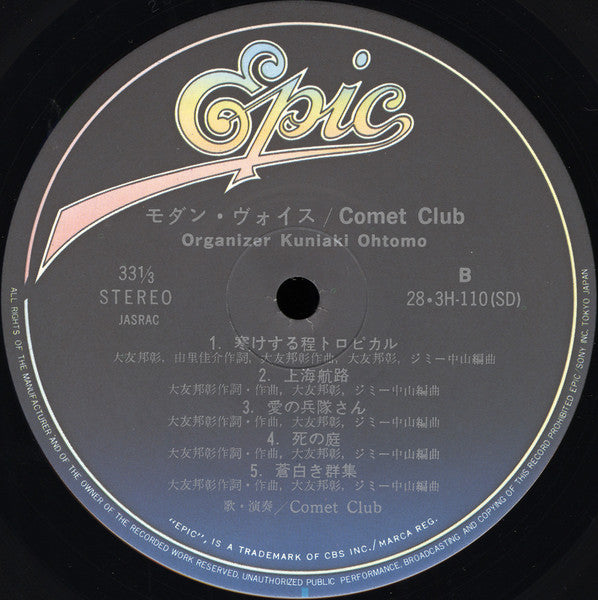 Epic
モダン・ヴォイス / Comet Club
Organizer Kuniaki Ohtomo
33⅓
STEREO
JASRAC
B
28・3H-110(SD)
1. 寒けする程トロピカル
大友邦彰, 由里佳介作詞, 大友邦彰作曲, 大友邦彰, ジミー中山編曲
2. 上海航路
大友邦彰作詞・作曲, 大友邦彰, ジミー中山編曲
3. 愛の兵隊さん
大友邦彰作詞・作曲, 大友邦彰, ジミー中山編曲
4. 死の庭
大友邦彰作詞・作曲, 大友邦彰, ジミー中山編曲
5. 蒼白き群集
大友邦彰作詞・作曲, 大友邦彰, ジミー中山編曲
歌・演奏 / Comet Club
"EPIC", IS A TRADEMARK OF CBS INC./MARCA REG.
ALL RIGHTS OF THE MANUFACTURER AND OF THE OWNER OF THE RECORDED WORK RESERVED. UNAUTHORIZED PUBLIC PERFORMANCE, BROADCASTING AND COPYING OF THIS RECORD PROHIBITED EPIC/SONY INC. TOKYO JAPAN